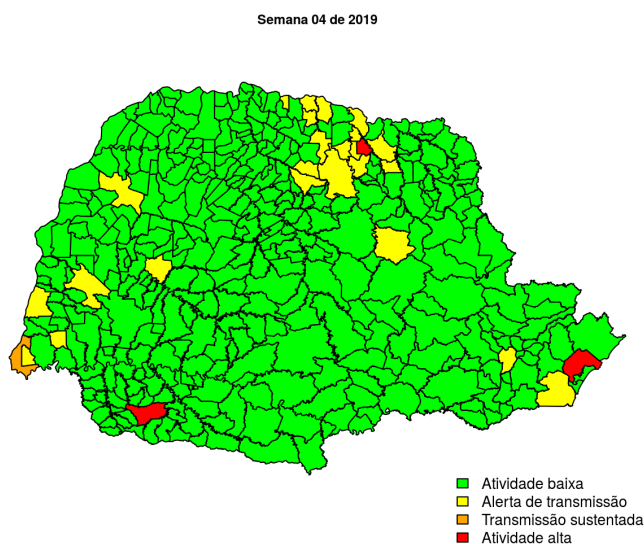 Semana 04 de 2019
Atividade baixa
Alerta de transmissão
Transmissão sustentada
Atividade alta